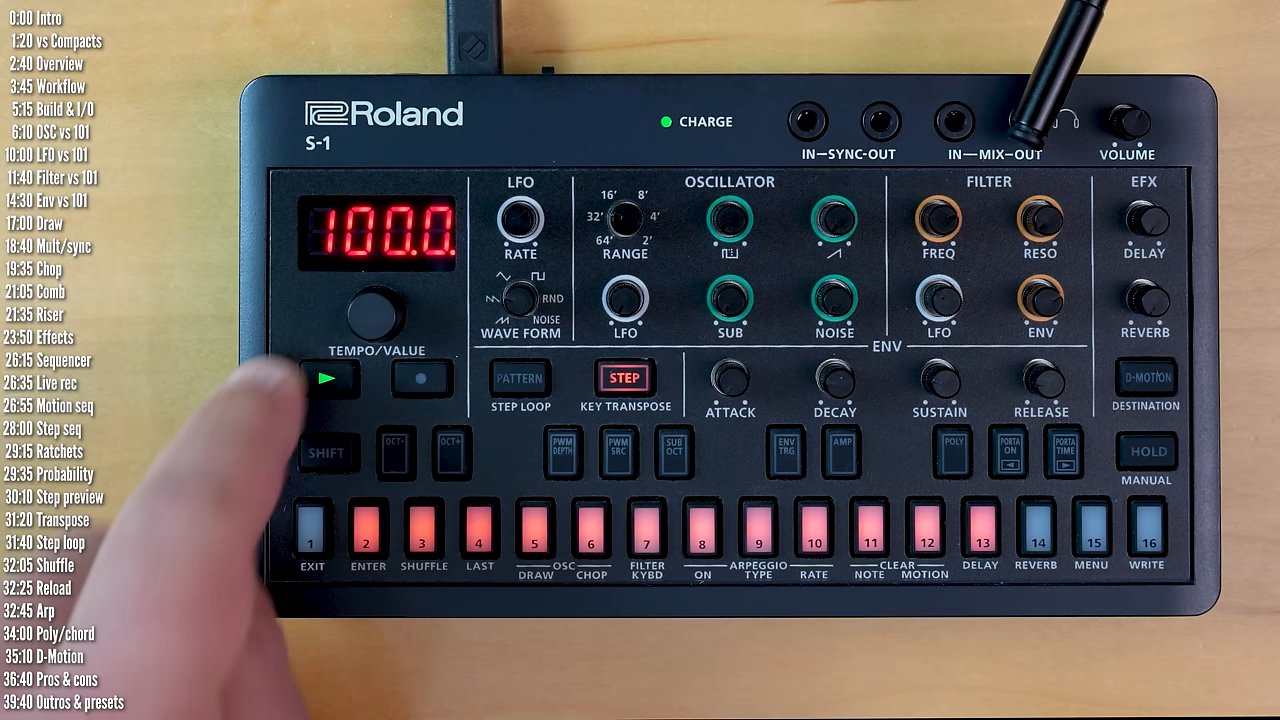 0:00 Intro
1:20 vs Compacts
2:40 Overview
3:45 Workflow
5:15 Build & I/O
6:10 OSC vs 101
10:00 LFO vs 101
11:40 Filter vs 101
14:30 Env vs 101
17:00 Draw
18:40 Mult/sync
19:35 Chop
21:05 Comb
21:35 Riser
23:50 Effects
26:15 Sequencer
26:35 Live rec
26:55 Motion seq
28:00 Step seq
29:15 Ratchets
29:35 Probability
30:10 Step preview
31:20 Transpose
31:40 Step loop
32:05 Shuffle
32:25 Reload
32:45 Arp
34:00 Poly/chord
35:10 D-Motion
36:40 Pros & cons
39:40 Outros & presets
Roland
S-1
CHARGE
IN-SYNC-OUT
IN-MIX-OUT
VOLUME
LFO
OSCILLATOR
FILTER
EFX
100.0.
16' 8'
32' 4'
64' 2'
RATE
RANGE
FREQ
RESO
DELAY
RND
NOISE
WAVE FORM
LFO
SUB
NOISE
LFO
ENV
REVERB
TEMPO/VALUE
ENV
PATTERN
STEP
D-MOTION
STEP LOOP
KEY TRANSPOSE
ATTACK
DECAY
SUSTAIN
RELEASE
DESTINATION
SHIFT
OCT-
OCT+
PWM DEPTH
PWM SRC
SUB OCT
ENV TRG
AMP
POLY
PORTA ON
PORTA TIME
HOLD
MANUAL
1 2 3 4 5 6 7 8 9 10 11 12 13 14 15 16
EXIT
ENTER
SHUFFLE
LAST
OSC
DRAW
CHOP
FILTER
KYBD
ARPEGGIO
ON
TYPE
RATE
CLEAR
NOTE
MOTION
DELAY
REVERB
MENU
WRITE